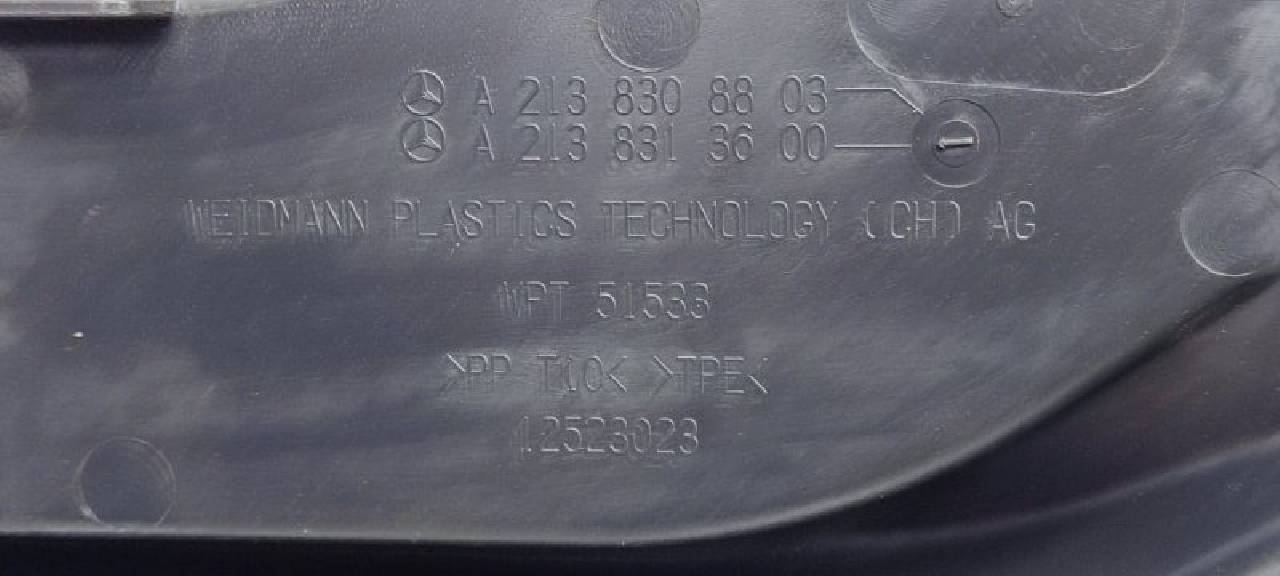 A 213 830 88 03
A 213 831 36 00
WEIDMANN PLASTICS TECHNOLOGY (CH) AG
WPT 51533
>PP T10< >TPE<
12523023